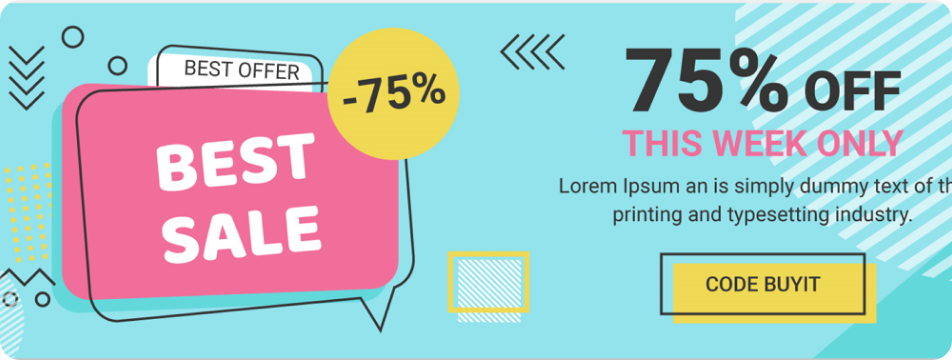 BEST OFFER
-75%
BEST
SALE
75% OFF
THIS WEEK ONLY
Lorem Ipsum an is simply dummy text of th
printing and typesetting industry.
CODE BUYIT